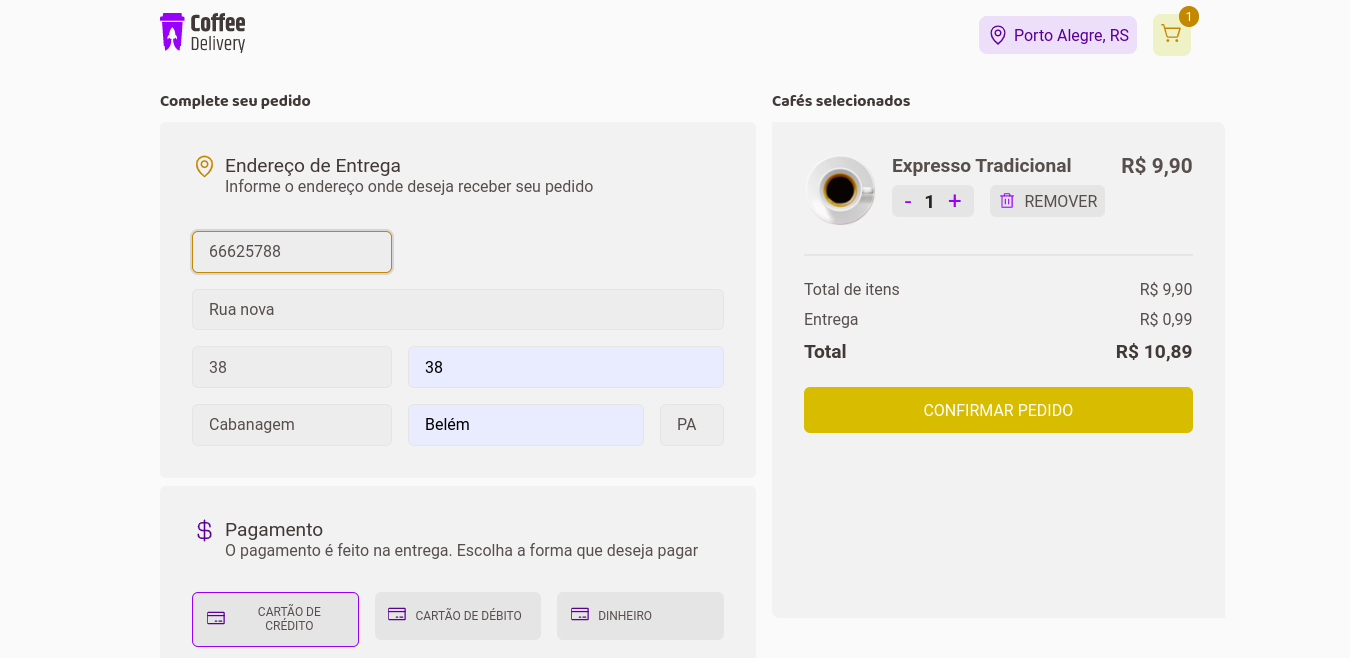 Coffee
Delivery
Porto Alegre, RS
1
Complete seu pedido
Endereço de Entrega
Informe o endereço onde deseja receber seu pedido
66625788
Rua nova
38
38
Cabanagem
Belém
PA
Pagamento
O pagamento é feito na entrega. Escolha a forma que deseja pagar
CARTÃO DE
CRÉDITO
CARTÃO DE DÉBITO
DINHEIRO
Cafés selecionados
Expresso Tradicional
R$ 9,90
- 1 +
REMOVER
Total de itens
R$ 9,90
Entrega
R$ 0,99
Total
R$ 10,89
CONFIRMAR PEDIDO